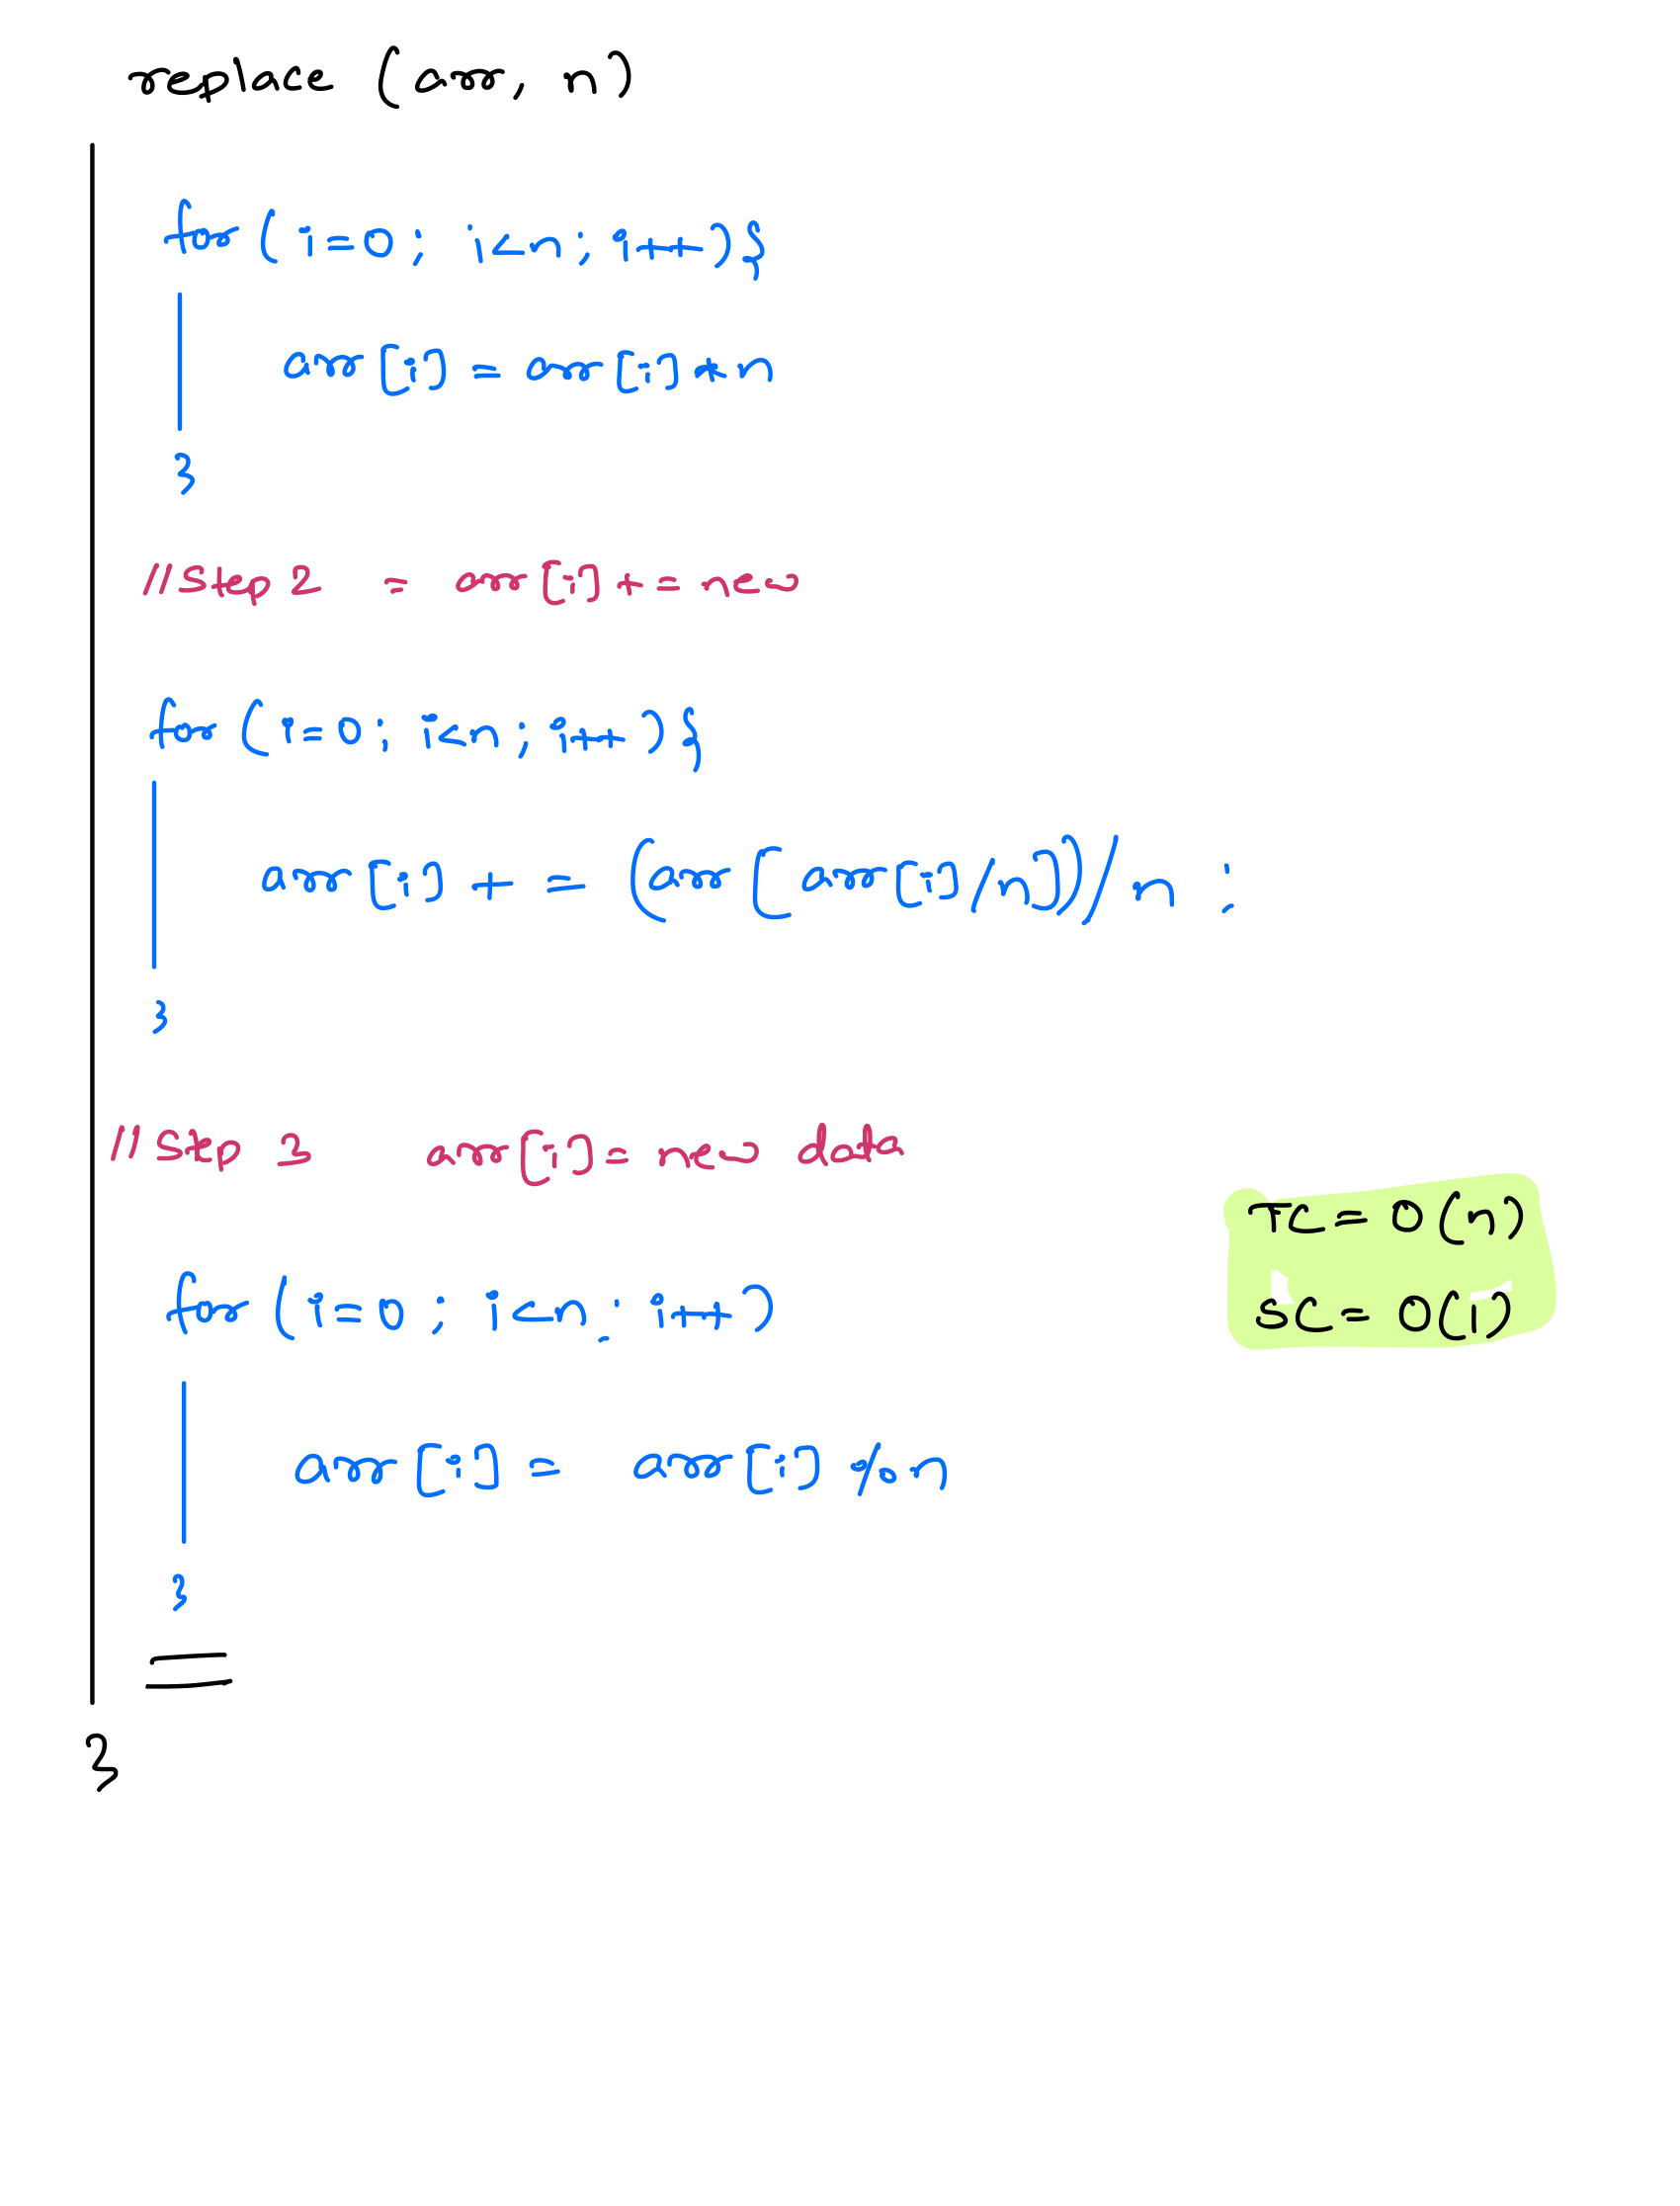 replace (arr, n)
for ( i=0 ; i<n ; i++ ) {
arr[i] = arr[i] * n
}
// Step 2 = arr[i] += new
for ( i=0 ; i<n ; i++ ) {
arr[i] + = (arr[ arr[i]/n])/n ;
}
// Step 3 arr[i] = new data
TC = O(n)
for ( i=0 ; i<n ; i++ )
SC = O(1)
arr[i] = arr[i] % n
}
}